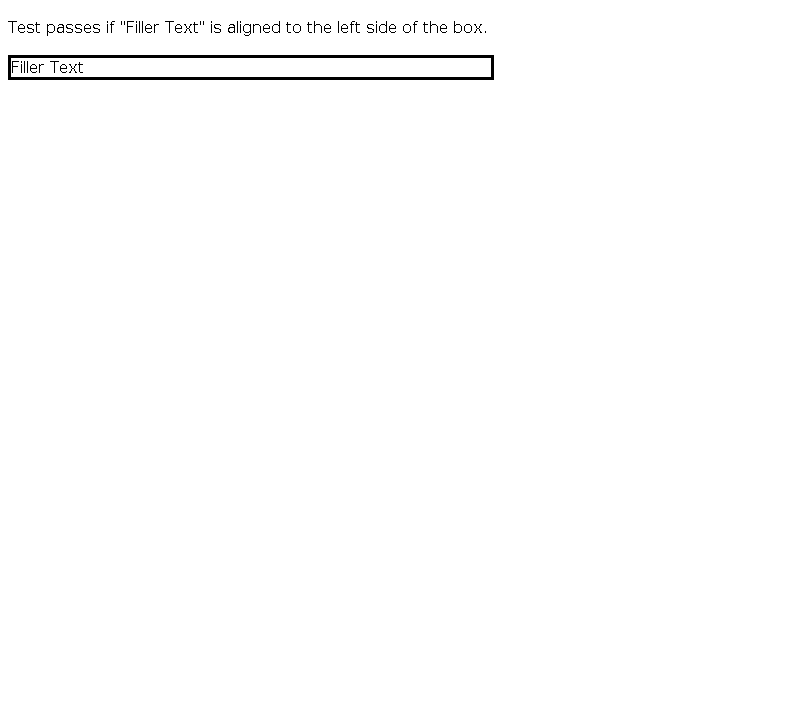 Test passes if "Filler Text" is aligned to the left side of the box.
Filler Text